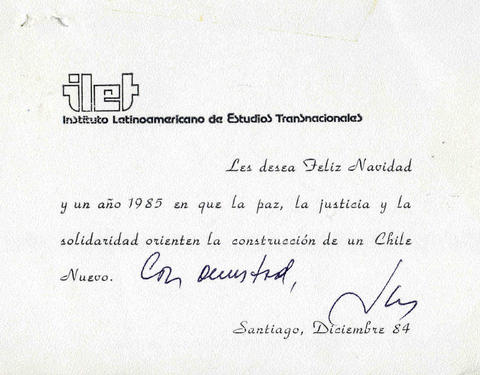 ilet
Instituto Latinoamericano de Estudios Transnacionales
Les desea Feliz Navidad
y un año 1985 en que la paz, la justicia y la
solidaridad orienten la construcción de un Chile
Nuevo. Con amistad,
Santiago, Diciembre 84